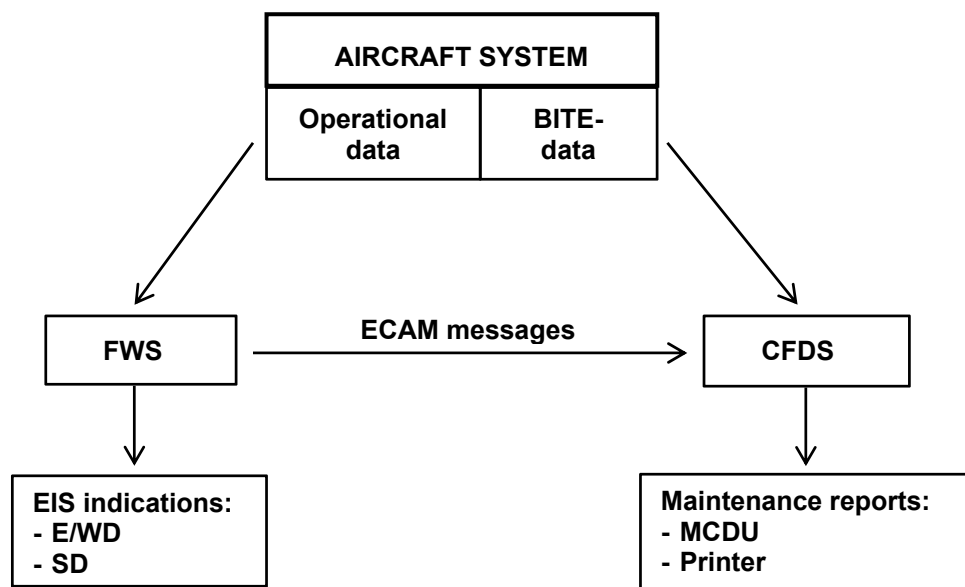 AIRCRAFT SYSTEM
Operational
data
BITE-
data
FWS
ECAM messages
CFDS
EIS indications:
- E/WD
- SD
Maintenance reports:
- MCDU
- Printer